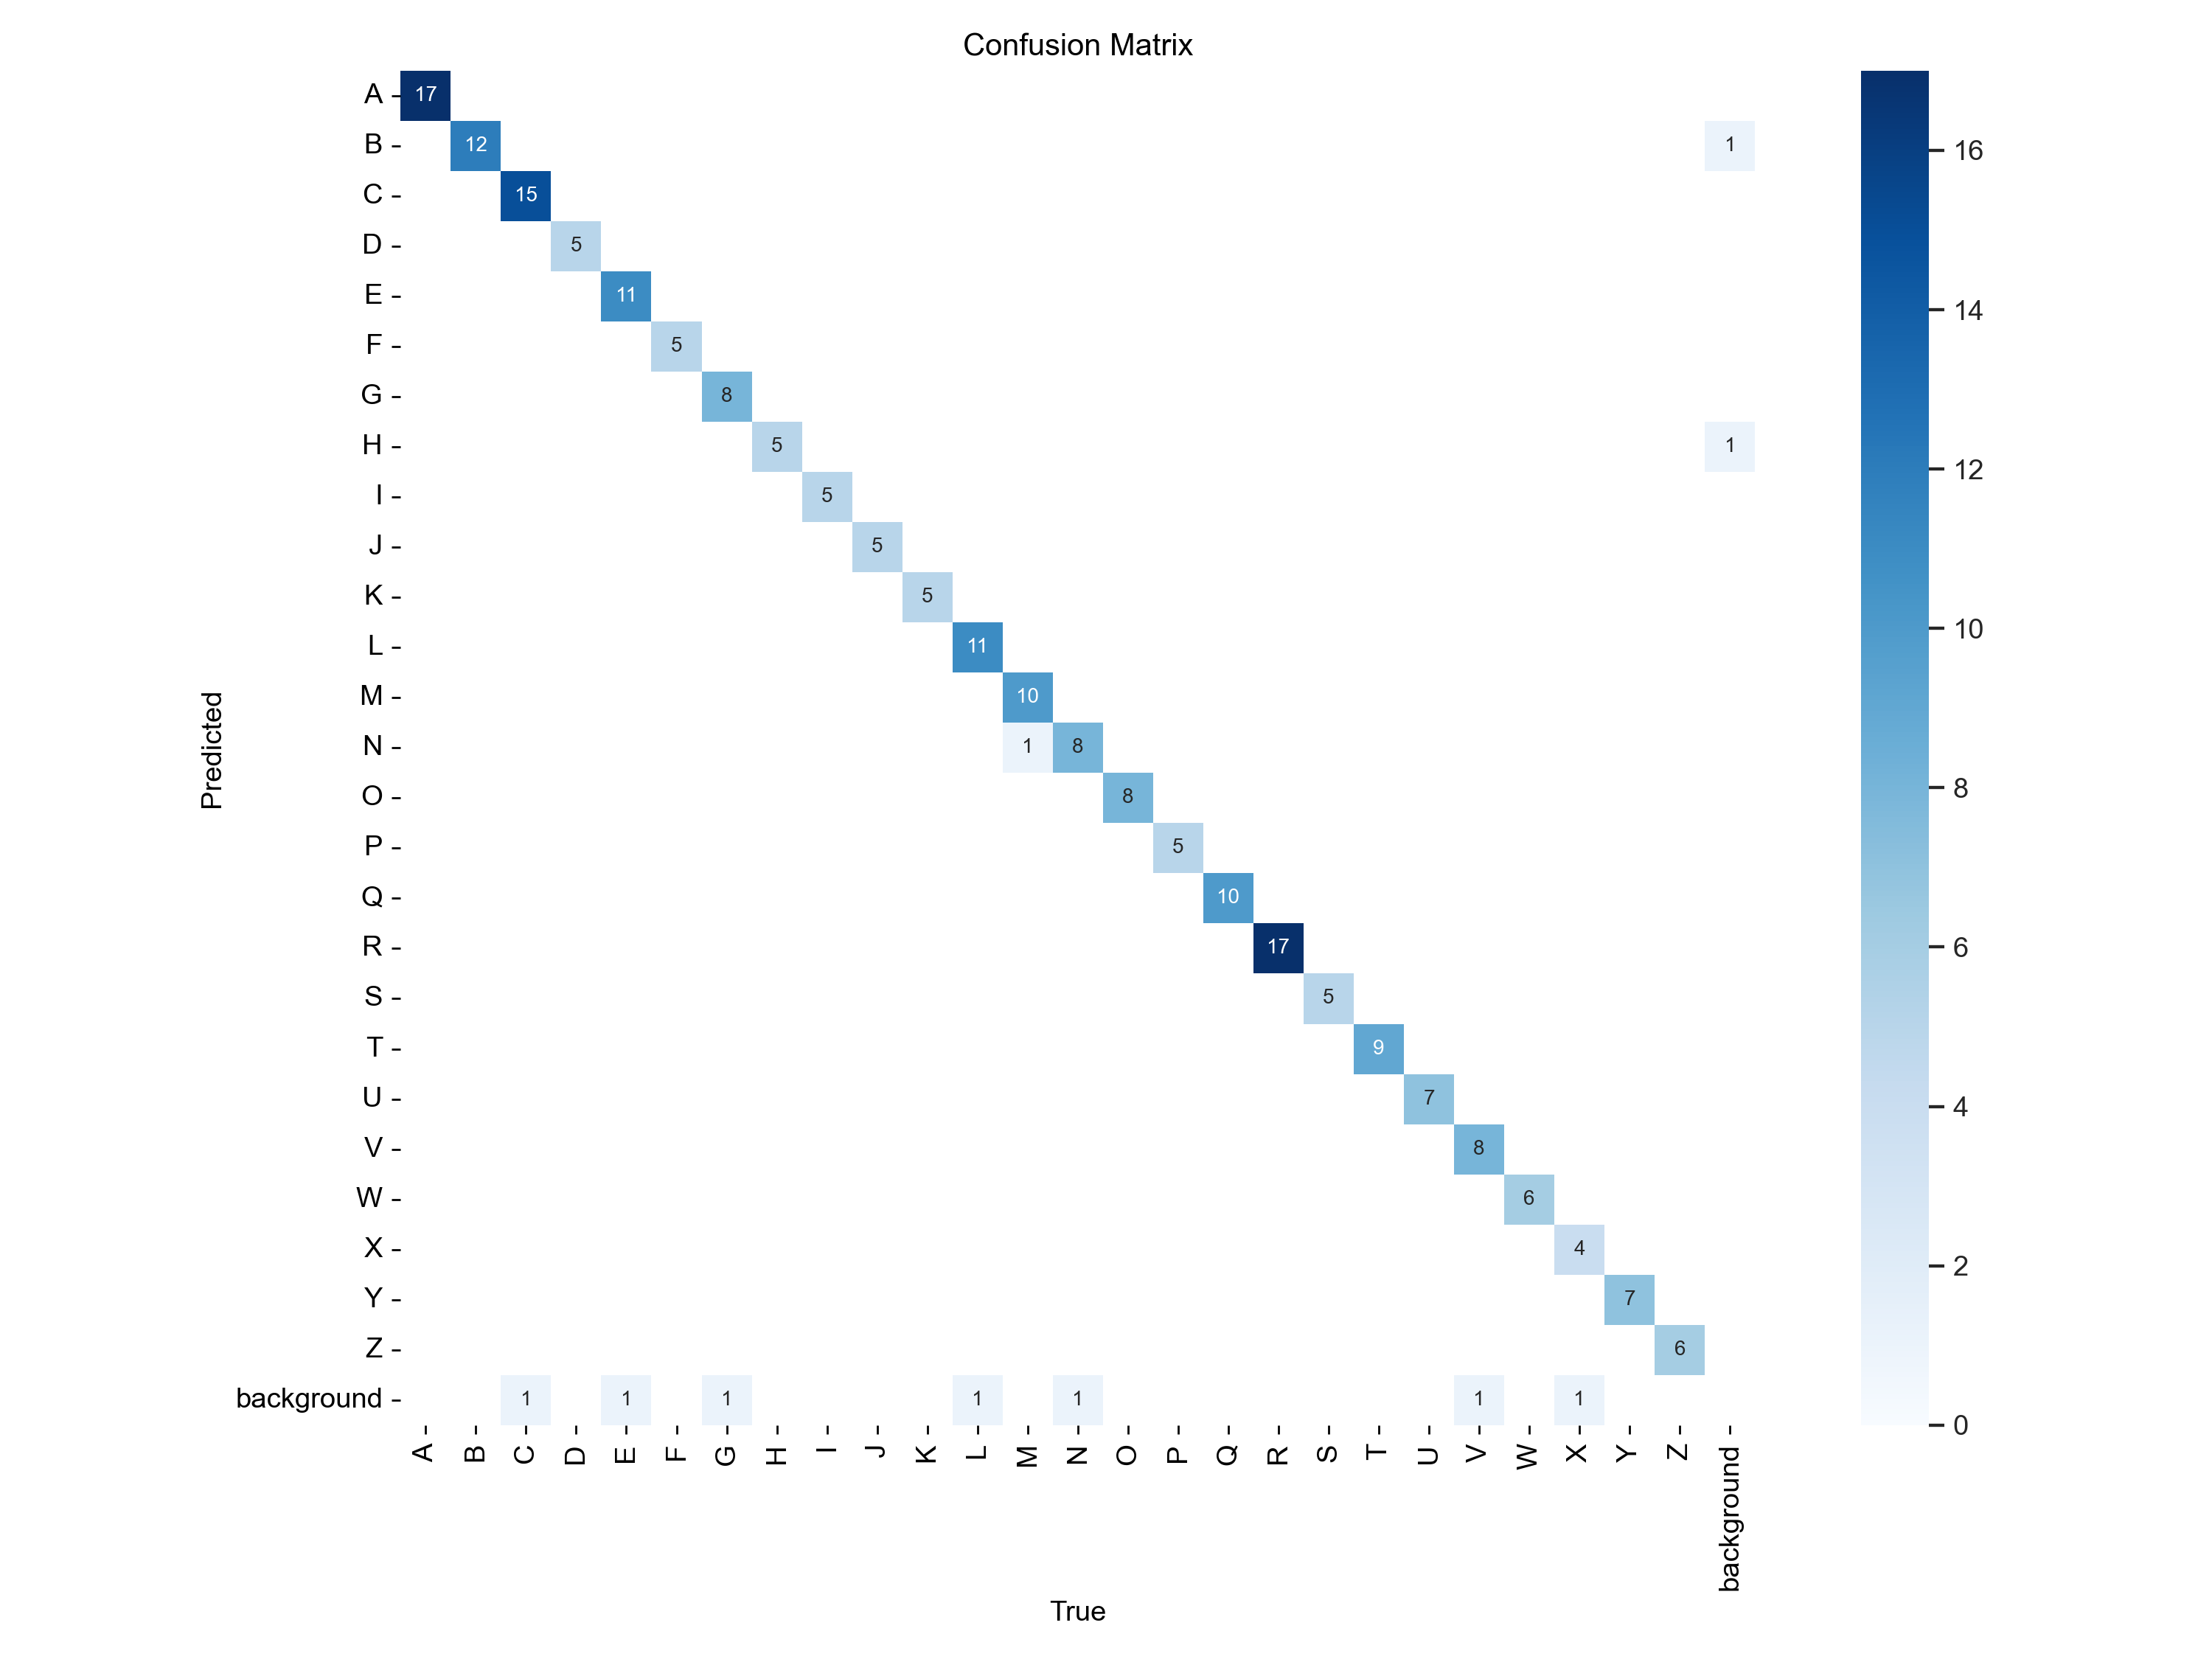 Confusion Matrix
A 17
B 12 1
C 15
D 5
E 11
F 5
G 8
H 5 1
I 5
J 5
K 5
L 11
M 10
N 1 8
O 8
P 5
Q 10
R 17
S 5
T 9
U 7
V 8
W 6
X 4
Y 7
Z 6
background 1 1 1 1 1 1 1
A B C D E F G H I J K L M N O P Q R S T U V W X Y Z background
Predicted
True
16
14
12
10
8
6
4
2
0